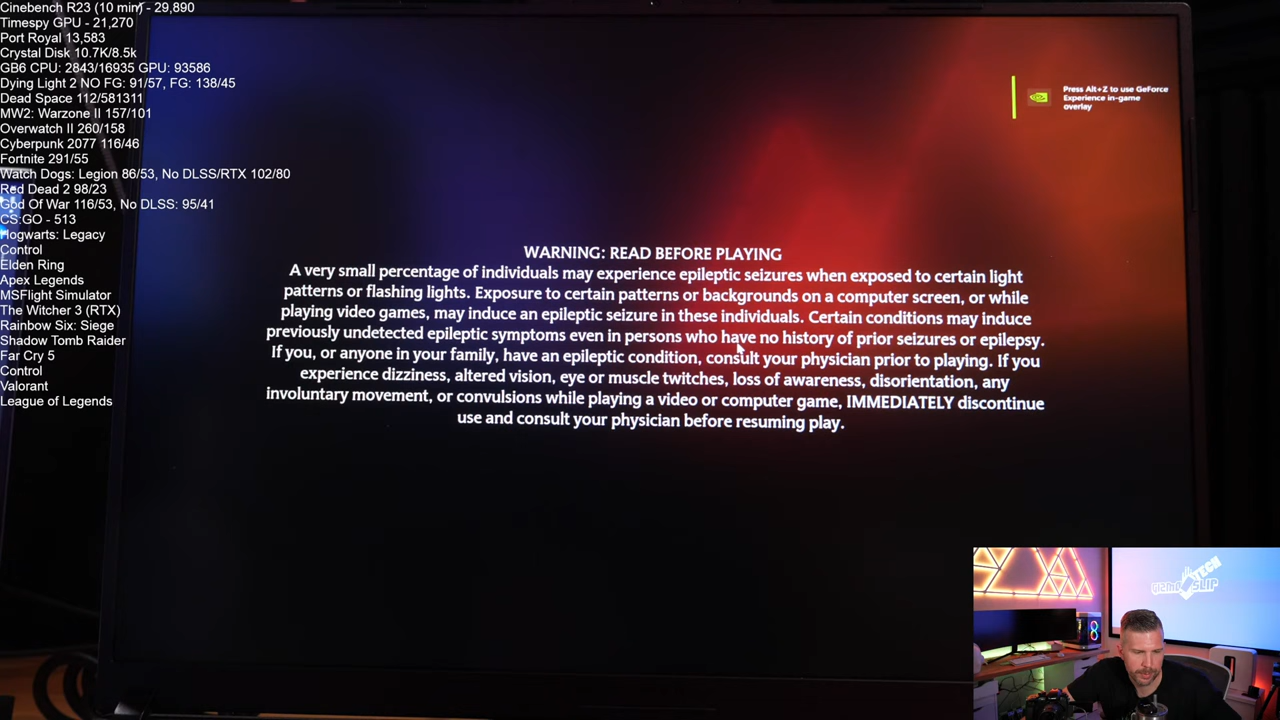 Cinebench R23 (10 min) - 29,890
Timespy GPU - 21,270
Port Royal 13,583
Crystal Disk 10.7K/8.5k
GB6 CPU: 2843/16935 GPU: 93586
Dying Light 2 NO FG: 91/57, FG: 138/45
Dead Space 112/581311
MW2: Warzone II 157/101
Overwatch II 260/158
Cyberpunk 2077 116/46
Fortnite 291/55
Watch Dogs: Legion 86/53, No DLSS/RTX 102/80
Red Dead 2 98/23
God Of War 116/53, No DLSS: 95/41
CS:GO - 513
Hogwarts: Legacy
Control
Elden Ring
Apex Legends
MSFlight Simulator
The Witcher 3 (RTX)
Rainbow Six: Siege
Shadow Tomb Raider
Far Cry 5
Control
Valorant
League of Legends
Press Alt+Z to use GeForce
Experience in-game
overlay
WARNING: READ BEFORE PLAYING
A very small percentage of individuals may experience epileptic seizures when exposed to certain light
patterns or flashing lights. Exposure to certain patterns or backgrounds on a computer screen, or while
playing video games, may induce an epileptic seizure in these individuals. Certain conditions may induce
previously undetected epileptic symptoms even in persons who have no history of prior seizures or epilepsy.
If you, or anyone in your family, have an epileptic condition, consult your physician prior to playing. If you
experience dizziness, altered vision, eye or muscle twitches, loss of awareness, disorientation, any
involuntary movement, or convulsions while playing a video or computer game, IMMEDIATELY discontinue
use and consult your physician before resuming play.
GizmoSLIP
TECH